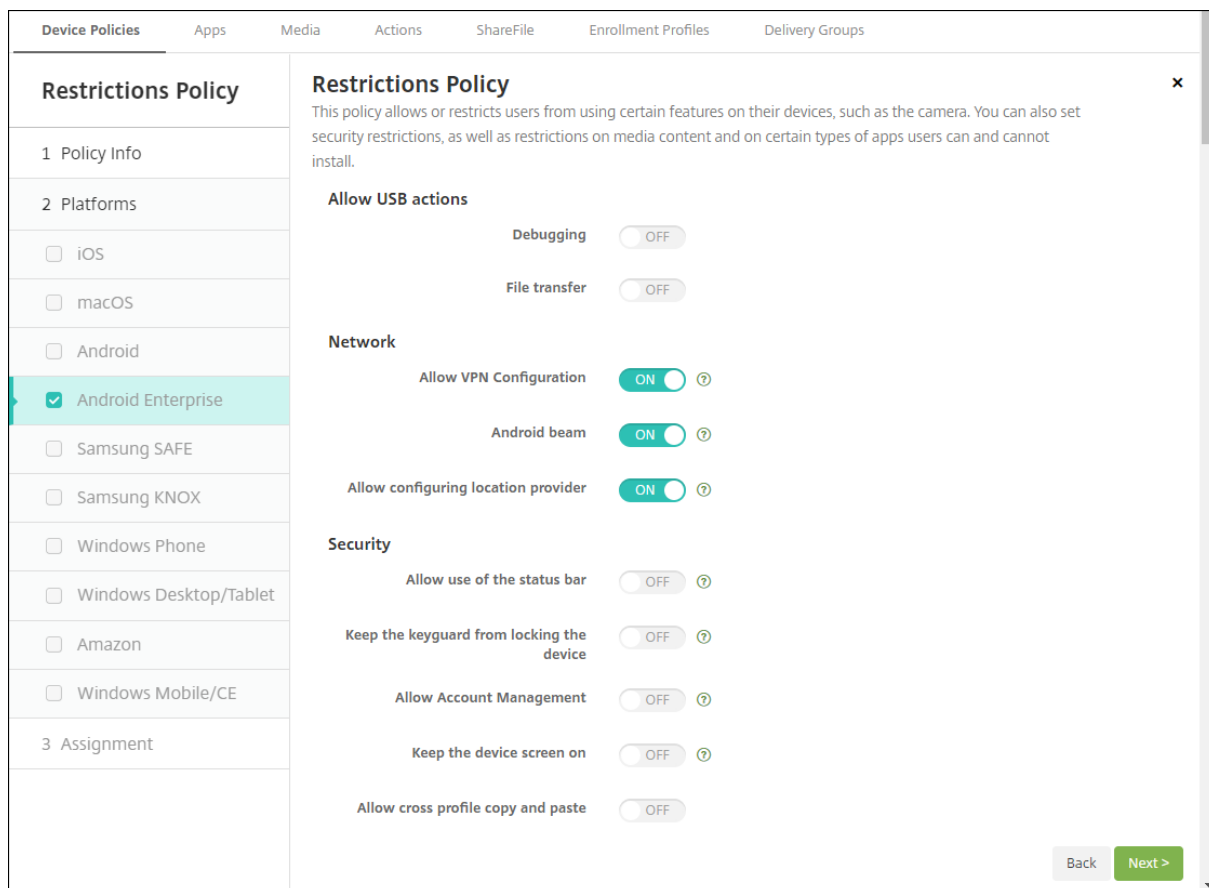 Device Policies Apps Media Actions ShareFile Enrollment Profiles Delivery Groups
Restrictions Policy
1 Policy Info
2 Platforms
iOS
macOS
Android
Android Enterprise
Samsung SAFE
Samsung KNOX
Windows Phone
Windows Desktop/Tablet
Amazon
Windows Mobile/CE
3 Assignment
Restrictions Policy
×
This policy allows or restricts users from using certain features on their devices, such as the camera. You can also set
security restrictions, as well as restrictions on media content and on certain types of apps users can and cannot
install.
Allow USB actions
Debugging OFF
File transfer OFF
Network
Allow VPN Configuration ON ?
Android beam ON ?
Allow configuring location provider ON ?
Security
Allow use of the status bar OFF ?
Keep the keyguard from locking the
device OFF ?
Allow Account Management OFF ?
Keep the device screen on OFF ?
Allow cross profile copy and paste OFF
Back Next >